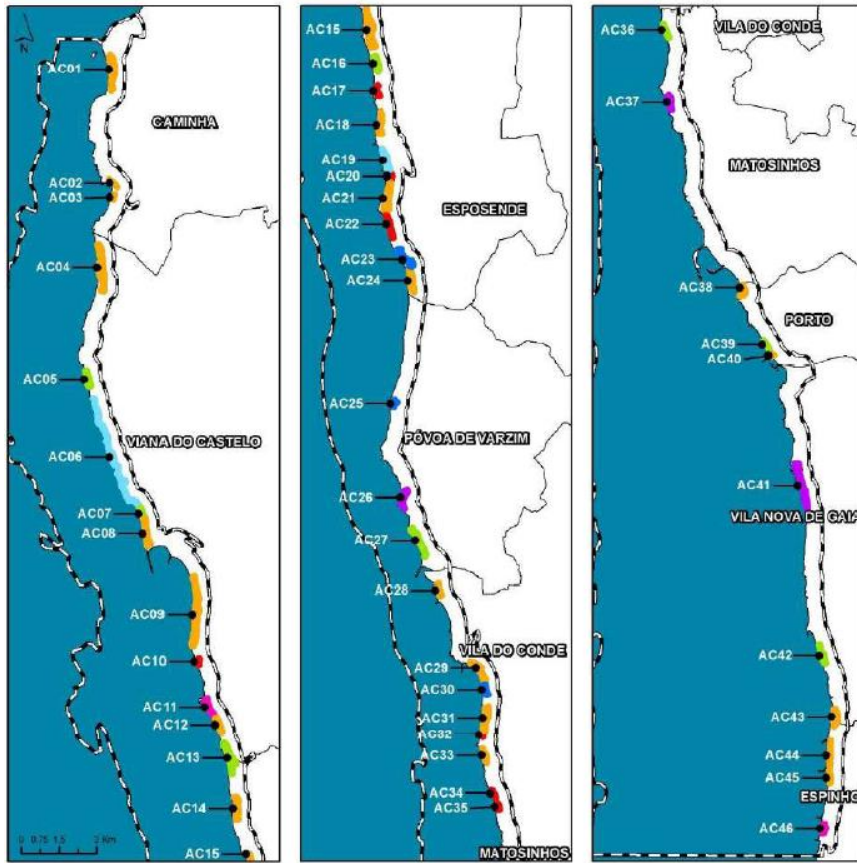 N
AC01
CAMINHA
AC02
AC03
AC04
AC05
VIANA DO CASTELO
AC06
AC07
AC08
AC09
AC10
AC11
AC12
AC13
AC14
AC15
0 0,75 1,5 3 Km
AC15
AC16
AC17
AC18
AC19
AC20
AC21
ESPOSENDE
AC22
AC23
AC24
AC25
PÓVOA DE VARZIM
AC26
AC27
AC28
VILA DO CONDE
AC29
AC30
AC31
AC32
AC33
AC34
AC35
MATOSINHOS
AC36
VILA DO CONDE
AC37
MATOSINHOS
AC38
PORTO
AC39
AC40
AC41
VILA NOVA DE GAIA
AC42
AC43
AC44
AC45
ESPINHO
AC46